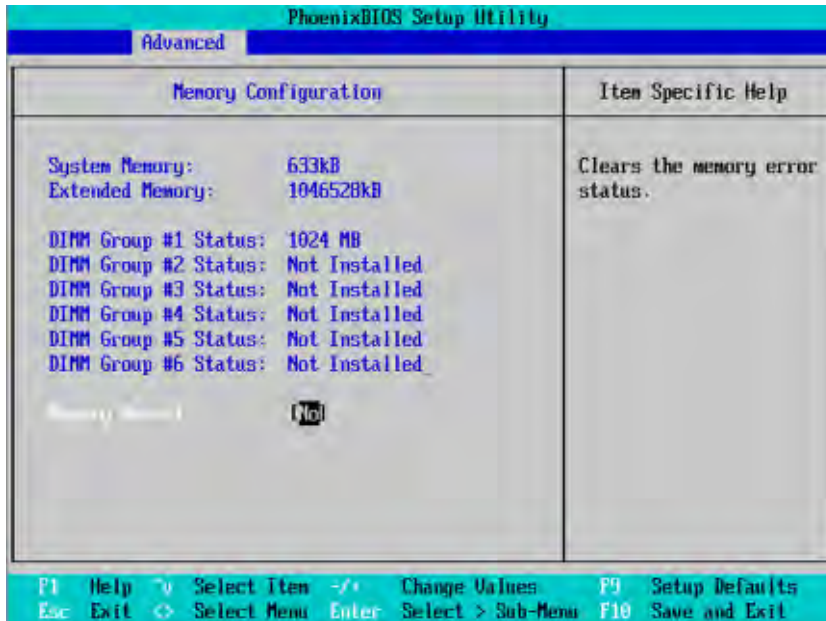 PhoenixBIOS Setup Utility
Advanced
Memory Configuration
Item Specific Help
System Memory: 633kB
Extended Memory: 1046528kB
DIMM Group #1 Status: 1024 MB
DIMM Group #2 Status: Not Installed
DIMM Group #3 Status: Not Installed
DIMM Group #4 Status: Not Installed
DIMM Group #5 Status: Not Installed
DIMM Group #6 Status: Not Installed
[No]
Clears the memory error
status.
F1 Help ^v Select Item -/+ Change Values F9 Setup Defaults
Esc Exit <> Select Menu Enter Select > Sub-Menu F10 Save and Exit